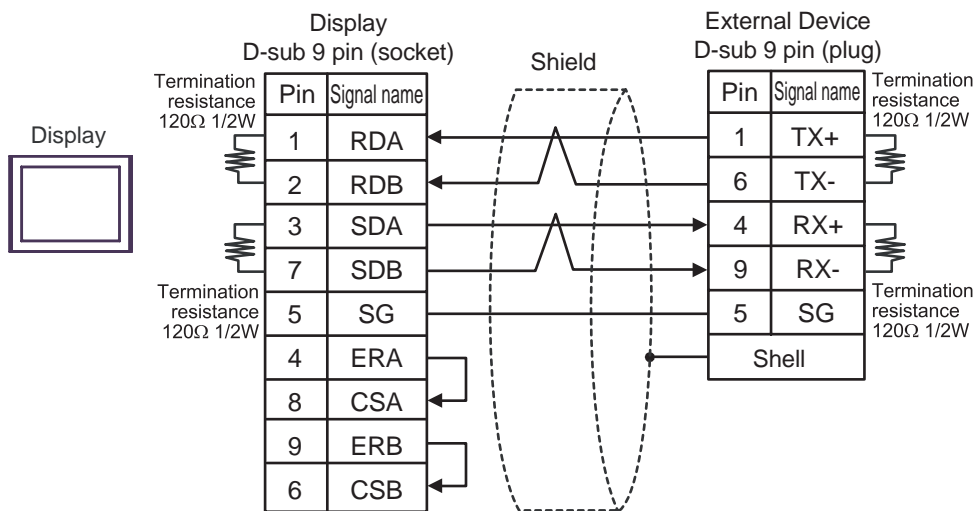 Display
D-sub 9 pin (socket)
Shield
External Device
D-sub 9 pin (plug)
Termination
resistance
120Ω 1/2W
Pin Signal name
1 RDA
2 RDB
3 SDA
7 SDB
5 SG
4 ERA
8 CSA
9 ERB
6 CSB
Termination
resistance
120Ω 1/2W
Display
Pin Signal name
1 TX+
6 TX-
4 RX+
9 RX-
5 SG
Shell
Termination
resistance
120Ω 1/2W
Termination
resistance
120Ω 1/2W